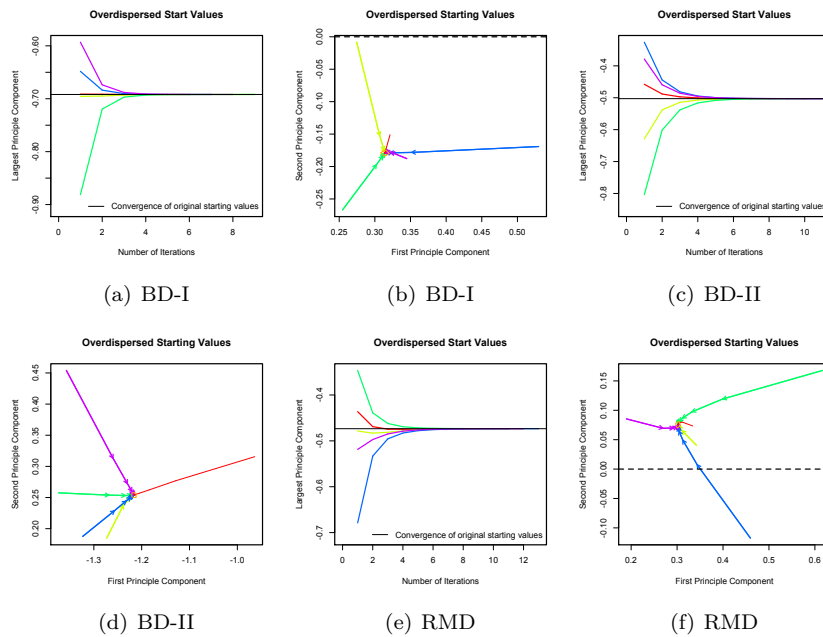 Overdispersed Start Values
Largest Principle Component
-0.60
-0.70
-0.80
-0.90
Convergence of original starting values
0 2 4 6 8
Number of Iterations
(a) BD-I
Overdispersed Starting Values
Second Principle Component
0.00
-0.05
-0.10
-0.15
-0.20
-0.25
0.25 0.30 0.35 0.40 0.45 0.50
First Principle Component
(b) BD-I
Overdispersed Start Values
Largest Principle Component
-0.4
-0.5
-0.6
-0.7
-0.8
Convergence of original starting values
0 2 4 6 8 10
Number of Iterations
(c) BD-II
Overdispersed Starting Values
Second Principle Component
0.45
0.40
0.35
0.30
0.25
0.20
-1.3 -1.2 -1.1 -1.0
First Principle Component
(d) BD-II
Overdispersed Start Values
Largest Principle Component
-0.4
-0.5
-0.6
-0.7
Convergence of original starting values
0 2 4 6 8 10 12
Number of Iterations
(e) RMD
Overdispersed Starting Values
Second Principle Component
0.15
0.10
0.05
0.00
-0.05
-0.10
0.2 0.3 0.4 0.5 0.6
First Principle Component
(f) RMD